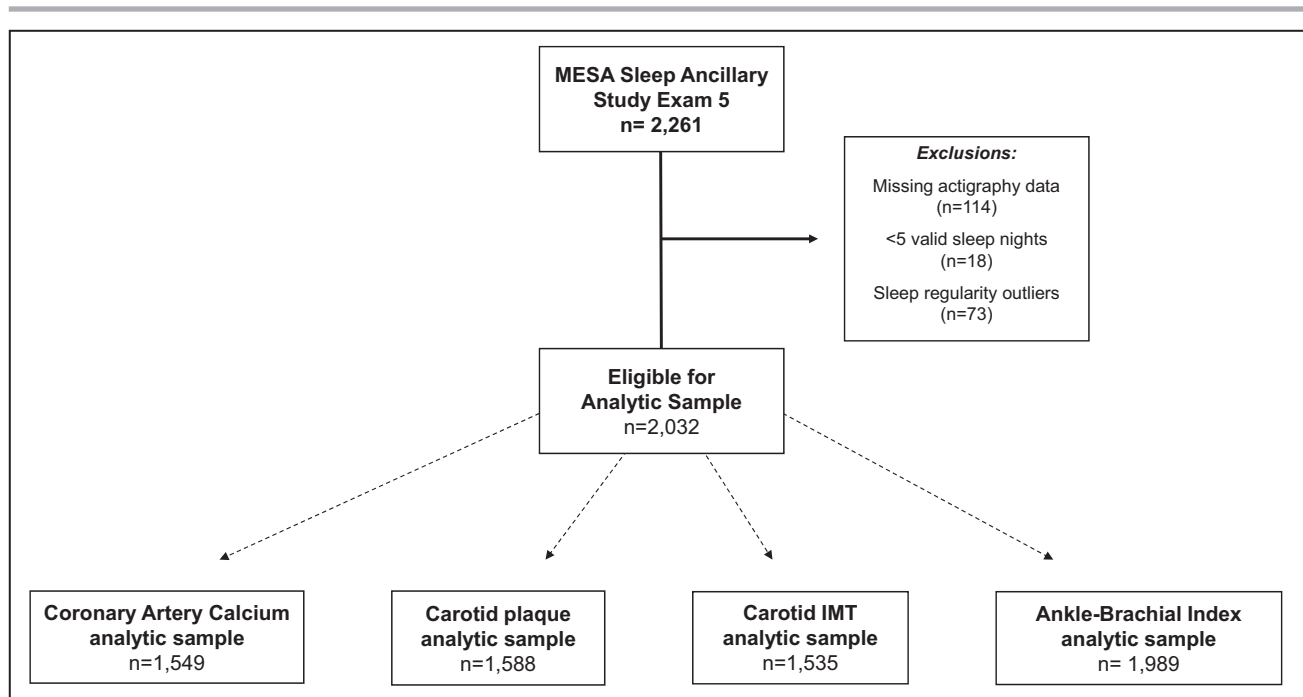 MESA Sleep Ancillary
Study Exam 5
n= 2,261
Exclusions:
Missing actigraphy data
(n=114)
<5 valid sleep nights
(n=18)
Sleep regularity outliers
(n=73)
Eligible for
Analytic Sample
n=2,032
Coronary Artery Calcium
analytic sample
n=1,549
Carotid plaque
analytic sample
n=1,588
Carotid IMT
analytic sample
n=1,535
Ankle-Brachial Index
analytic sample
n= 1,989